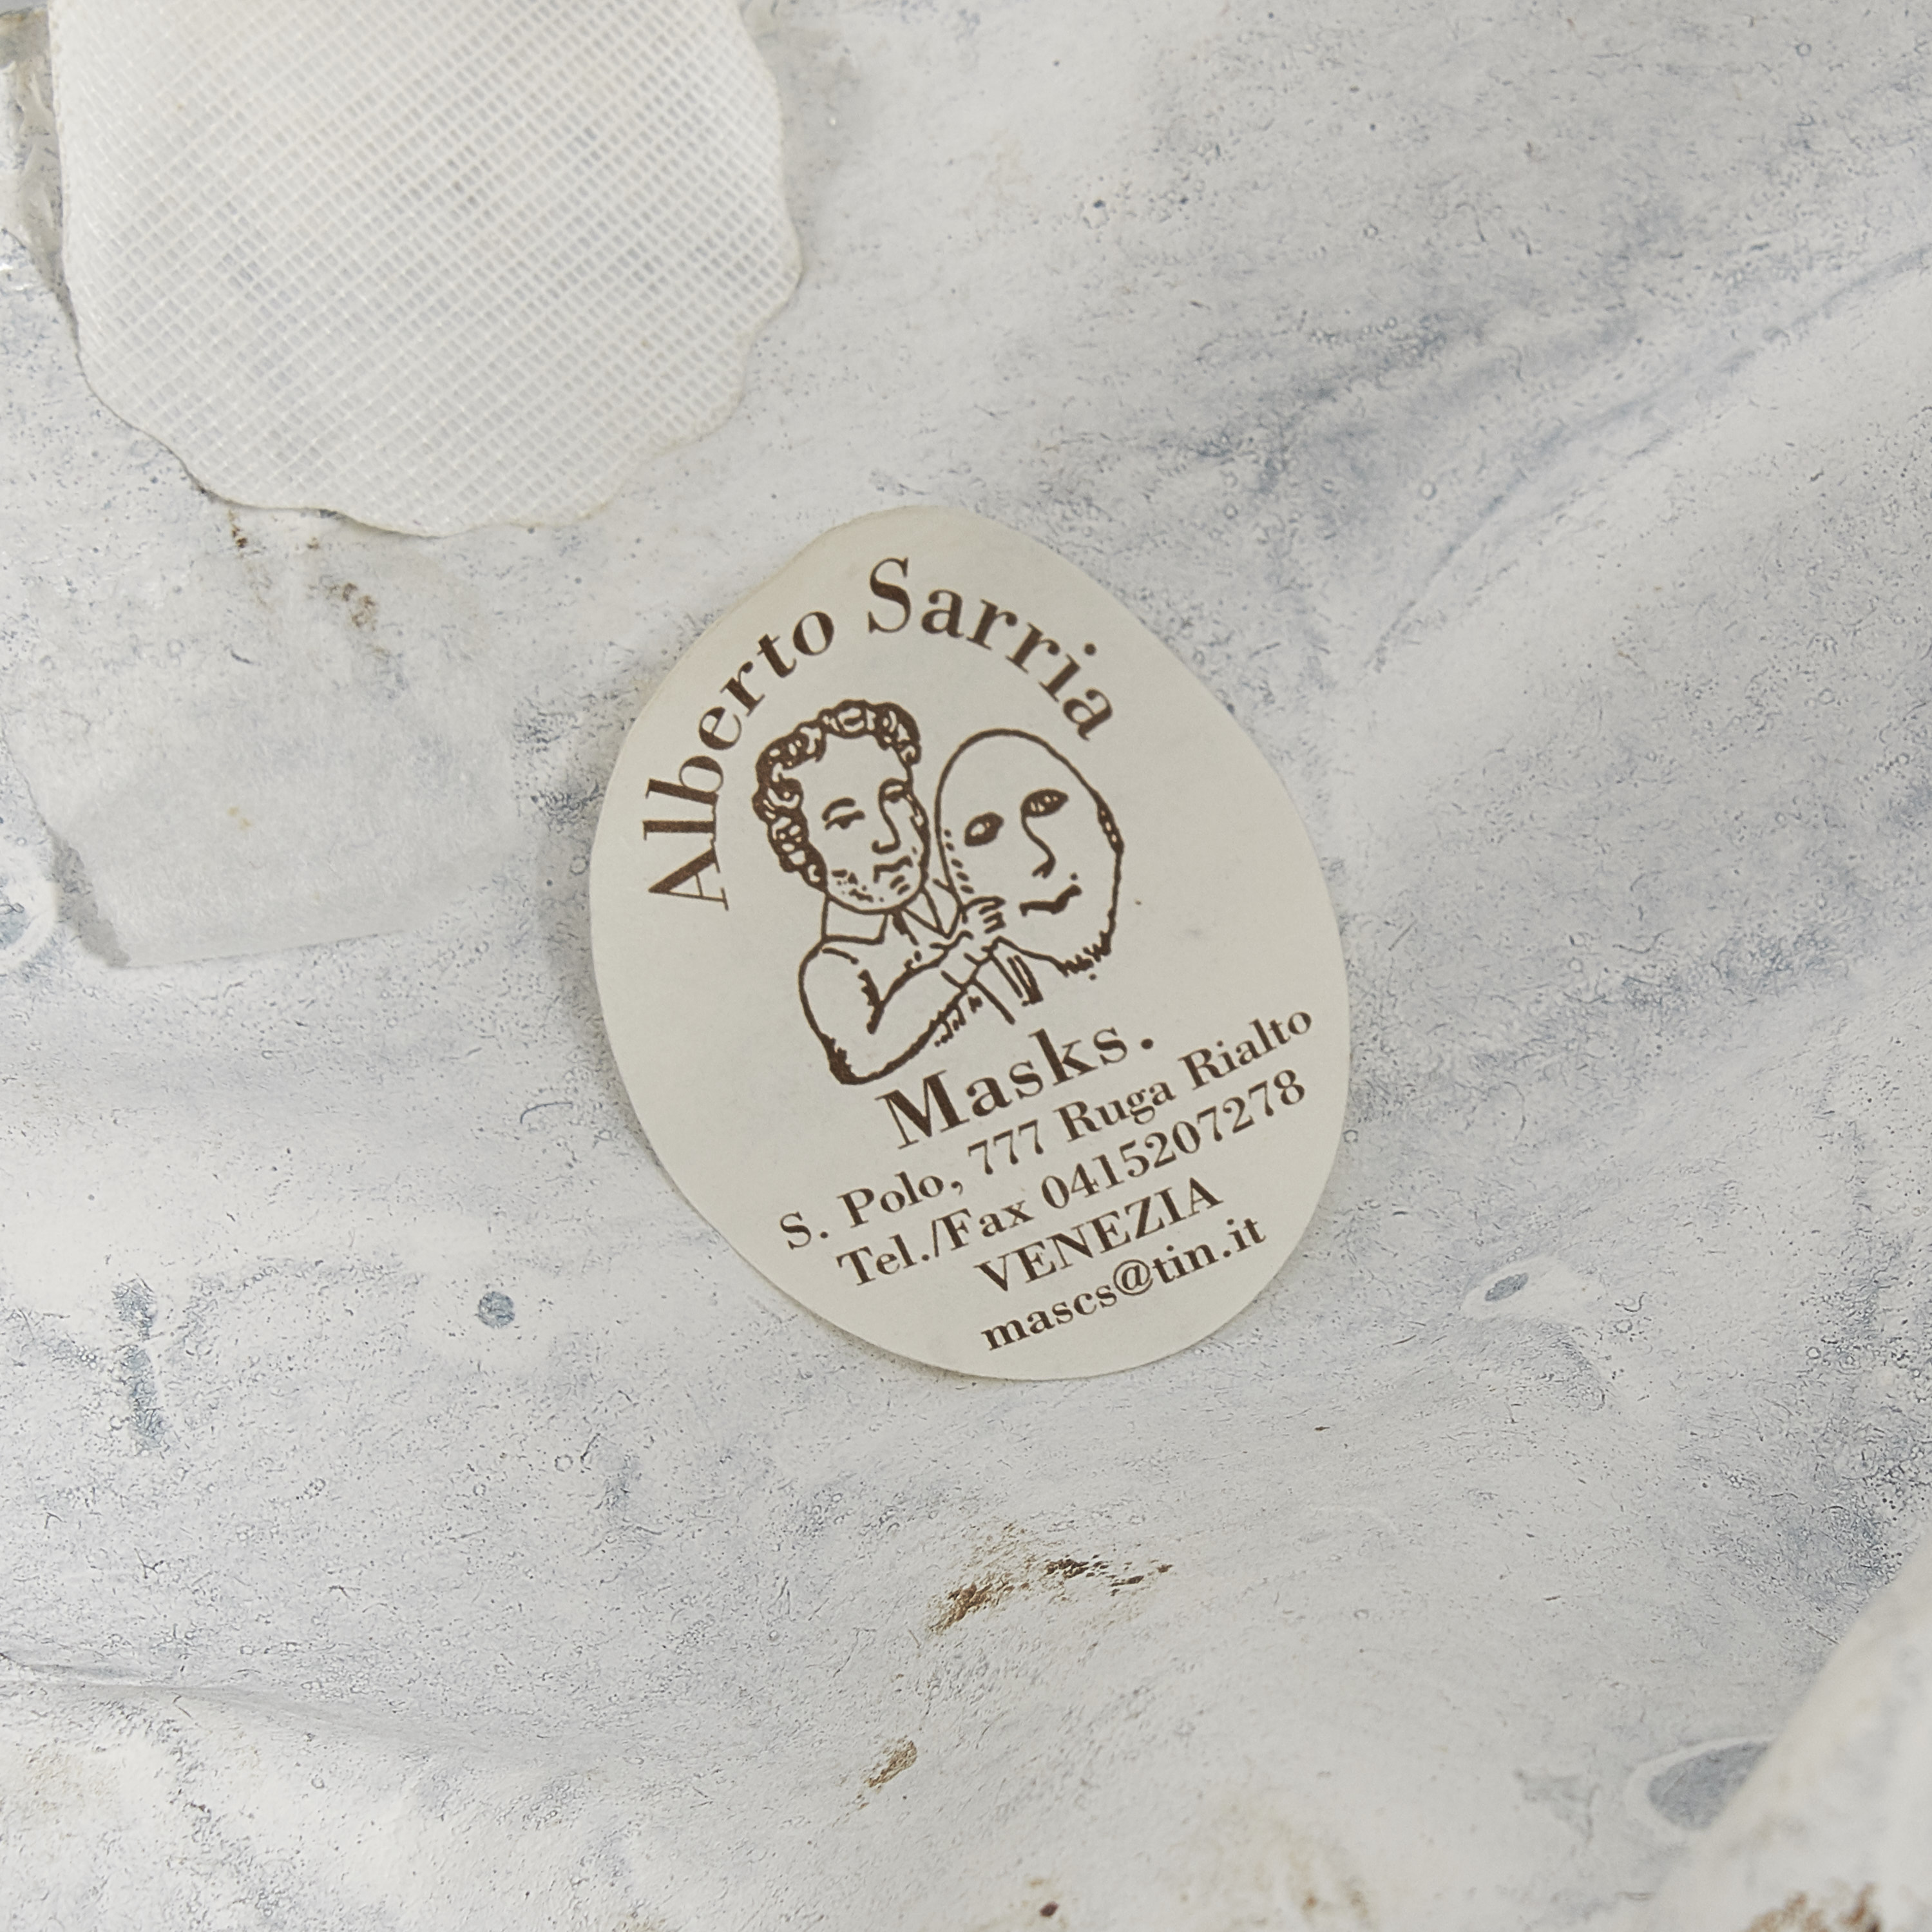 Alberto Sarria
Masks.
S. Polo, 777 Ruga Rialto
Tel./Fax 0415207278
VENEZIA
mascs@tin.it